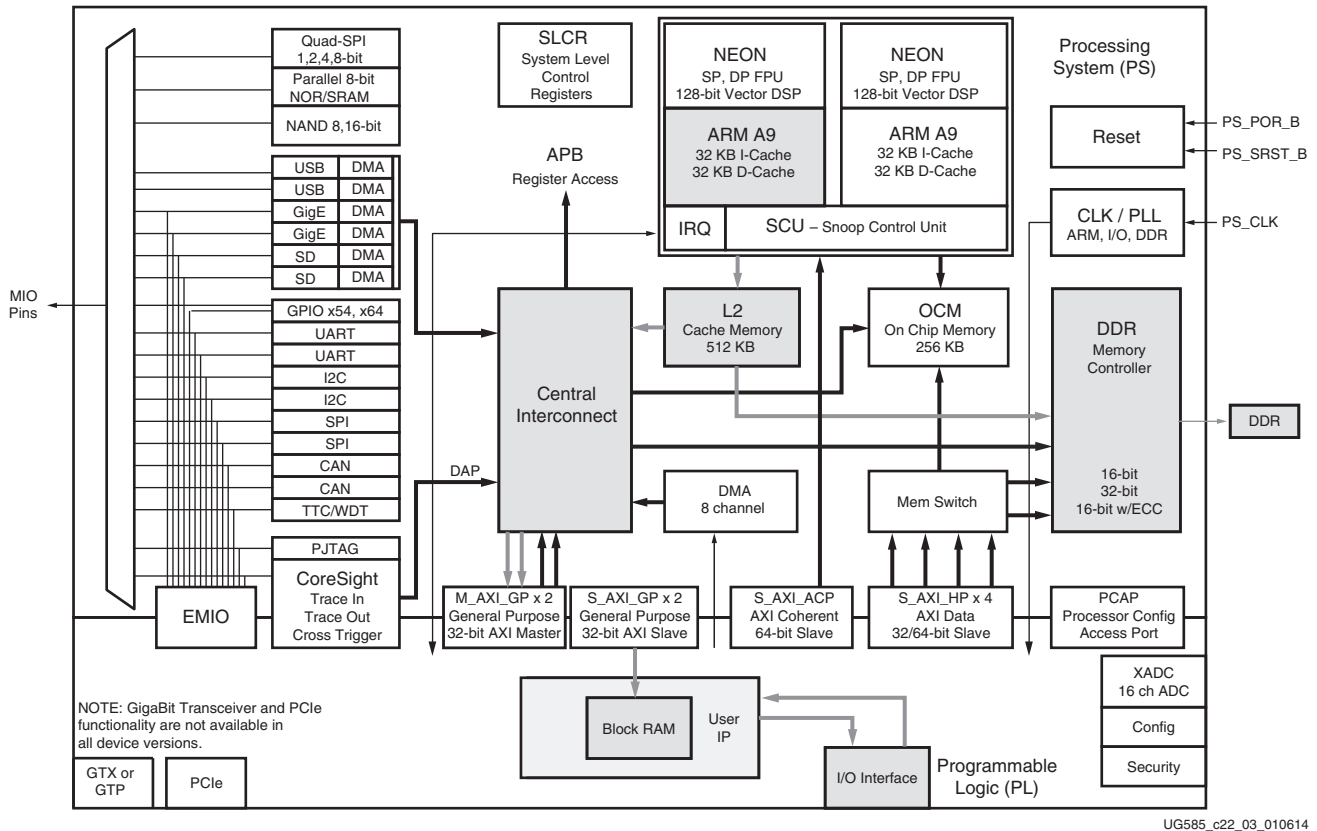 Quad-SPI
1,2,4,8-bit
Parallel 8-bit
NOR/SRAM
NAND 8,16-bit
USB DMA
USB DMA
GigE DMA
GigE DMA
SD DMA
SD DMA
GPIO x54, x64
UART
UART
I2C
I2C
SPI
SPI
CAN
CAN
TTC/WDT
PJTAG
CoreSight
Trace In
Trace Out
Cross Trigger
MIO
Pins
EMIO
SLCR
System Level
Control
Registers
APB
Register Access
DAP
Central
Interconnect
NEON
SP, DP FPU
128-bit Vector DSP
ARM A9
32 KB I-Cache
32 KB D-Cache
NEON
SP, DP FPU
128-bit Vector DSP
ARM A9
32 KB I-Cache
32 KB D-Cache
IRQ
SCU – Snoop Control Unit
L2
Cache Memory
512 KB
OCM
On Chip Memory
256 KB
DMA
8 channel
Mem Switch
Processing
System (PS)
Reset
PS_POR_B
PS_SRST_B
CLK / PLL
ARM, I/O, DDR
PS_CLK
DDR
Memory
Controller
16-bit
32-bit
16-bit w/ECC
DDR
M_AXI_GP x 2
General Purpose
32-bit AXI Master
S_AXI_GP x 2
General Purpose
32-bit AXI Slave
S_AXI_ACP
AXI Coherent
64-bit Slave
S_AXI_HP x 4
AXI Data
32/64-bit Slave
PCAP
Processor Config
Access Port
XADC
16 ch ADC
Config
Security
Block RAM
User
IP
I/O Interface
Programmable
Logic (PL)
NOTE: GigaBit Transceiver and PCIe
functionality are not available in
all device versions.
GTX or
GTP
PCIe
UG585_c22_03_010614